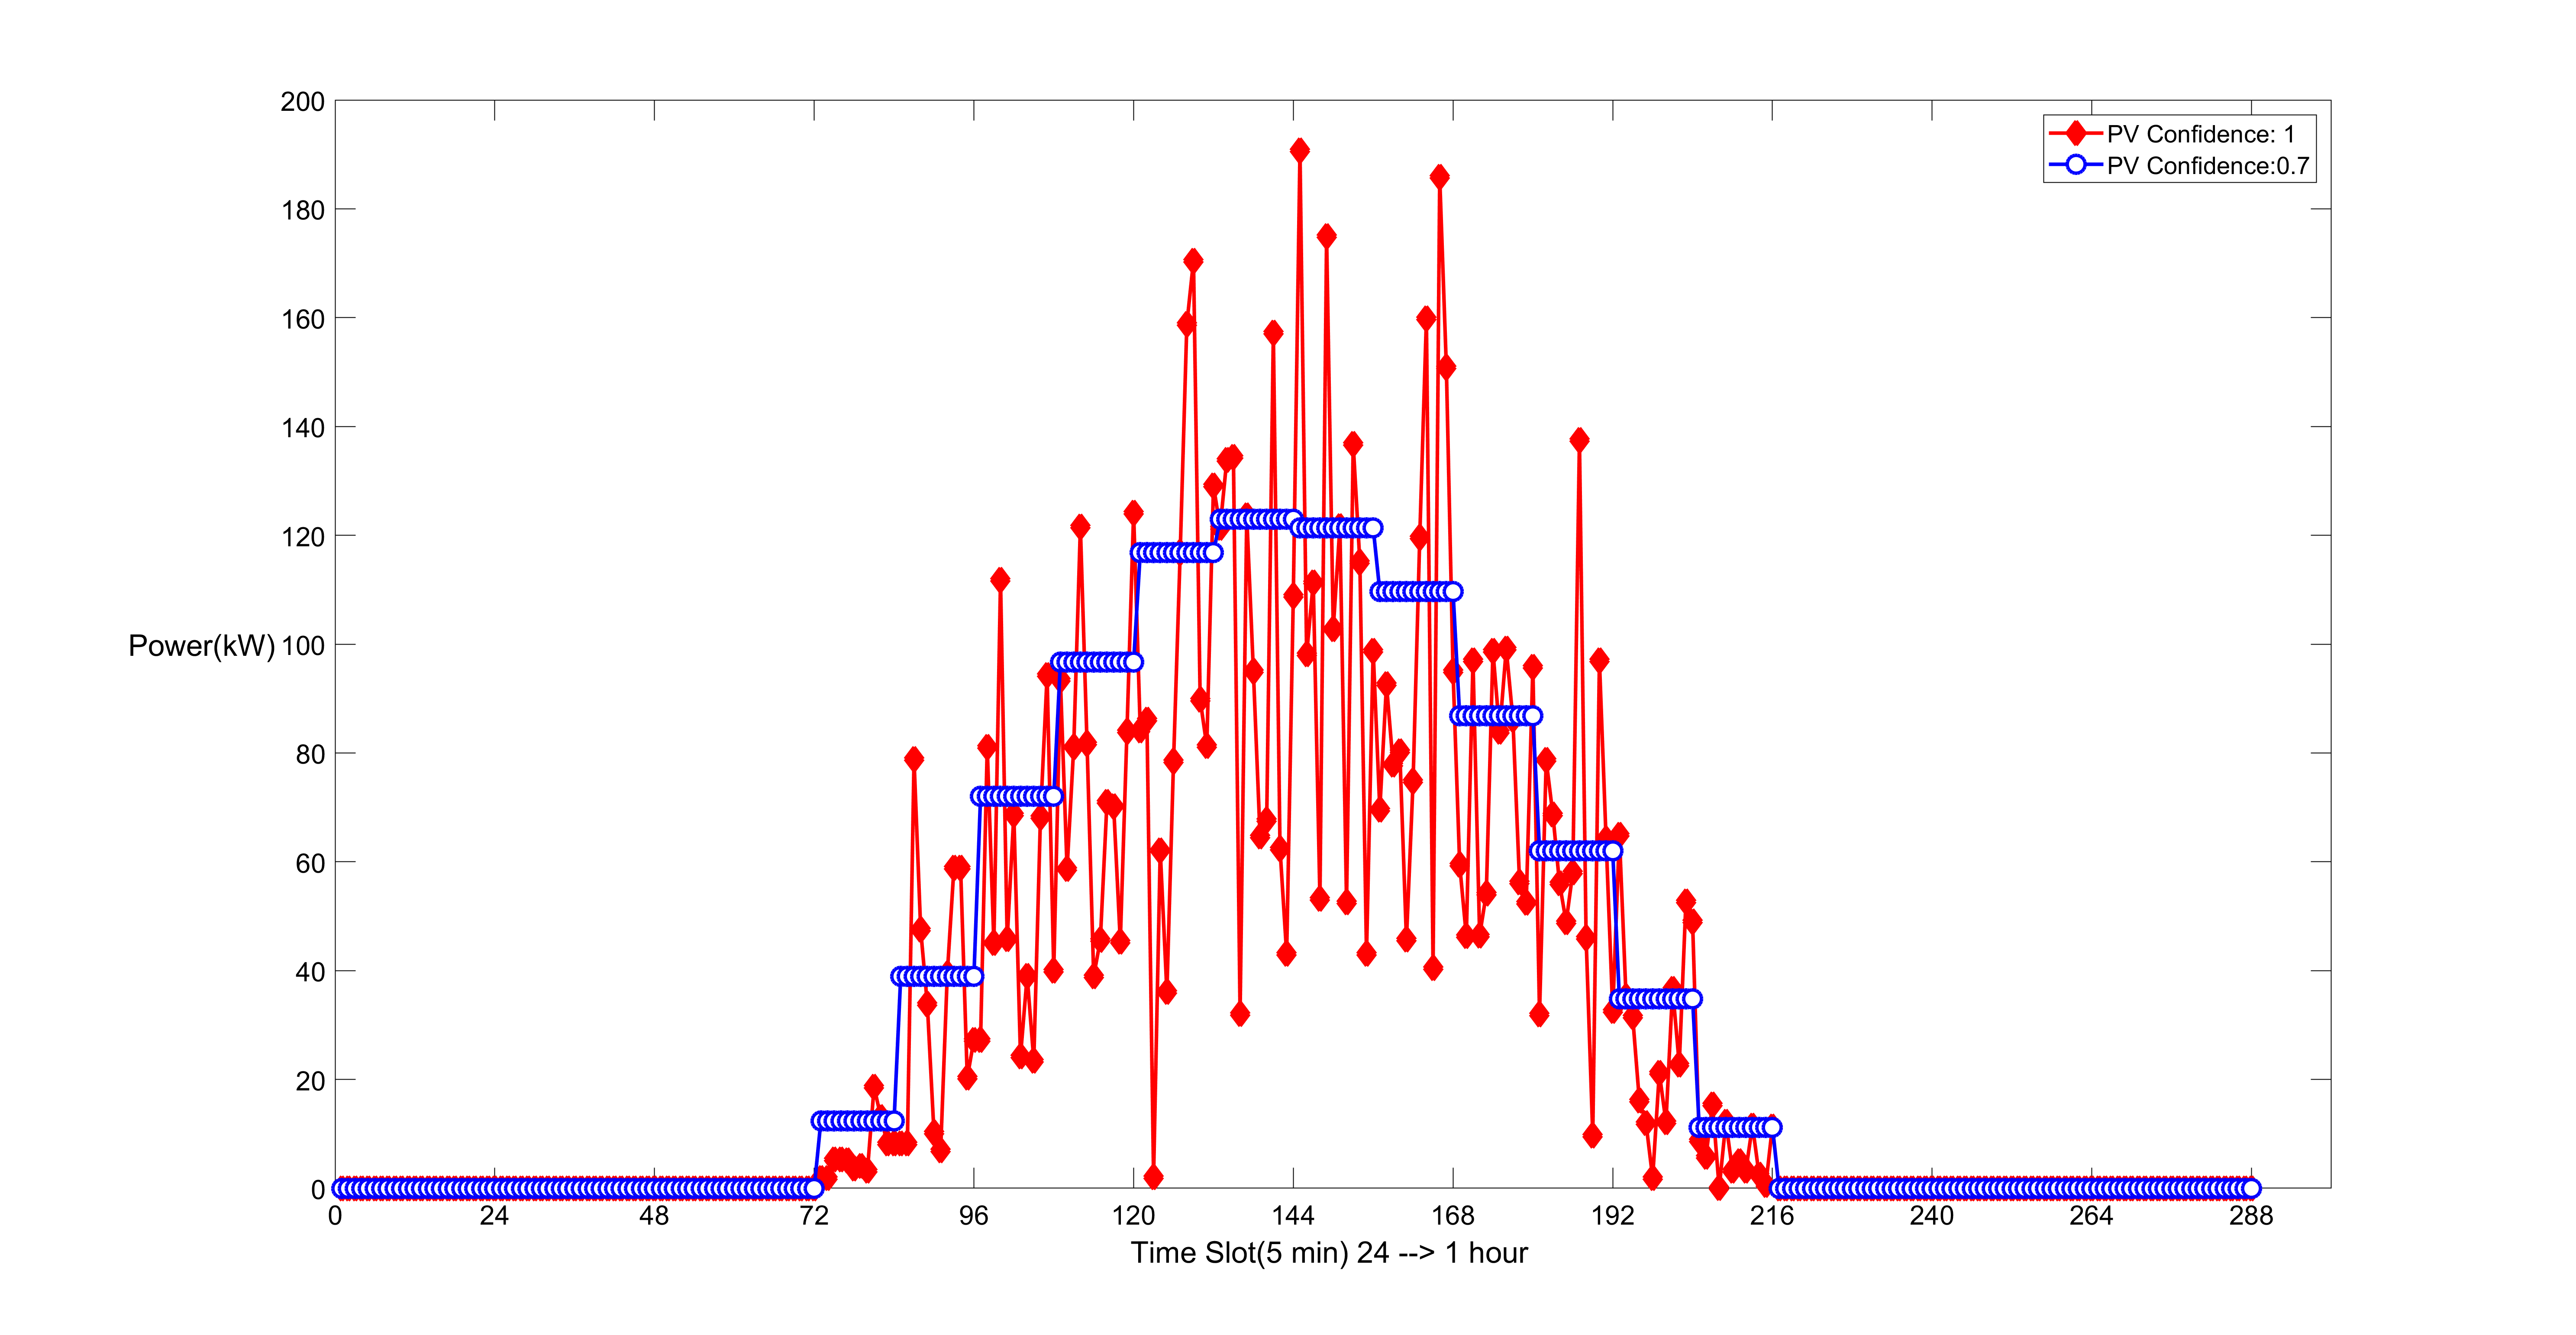 PV Confidence: 1
PV Confidence:0.7
200
180
160
140
120
Power(kW) 100
80
60
40
20
0
0 24 48 72 96 120 144 168 192 216 240 264 288
Time Slot(5 min) 24 --> 1 hour